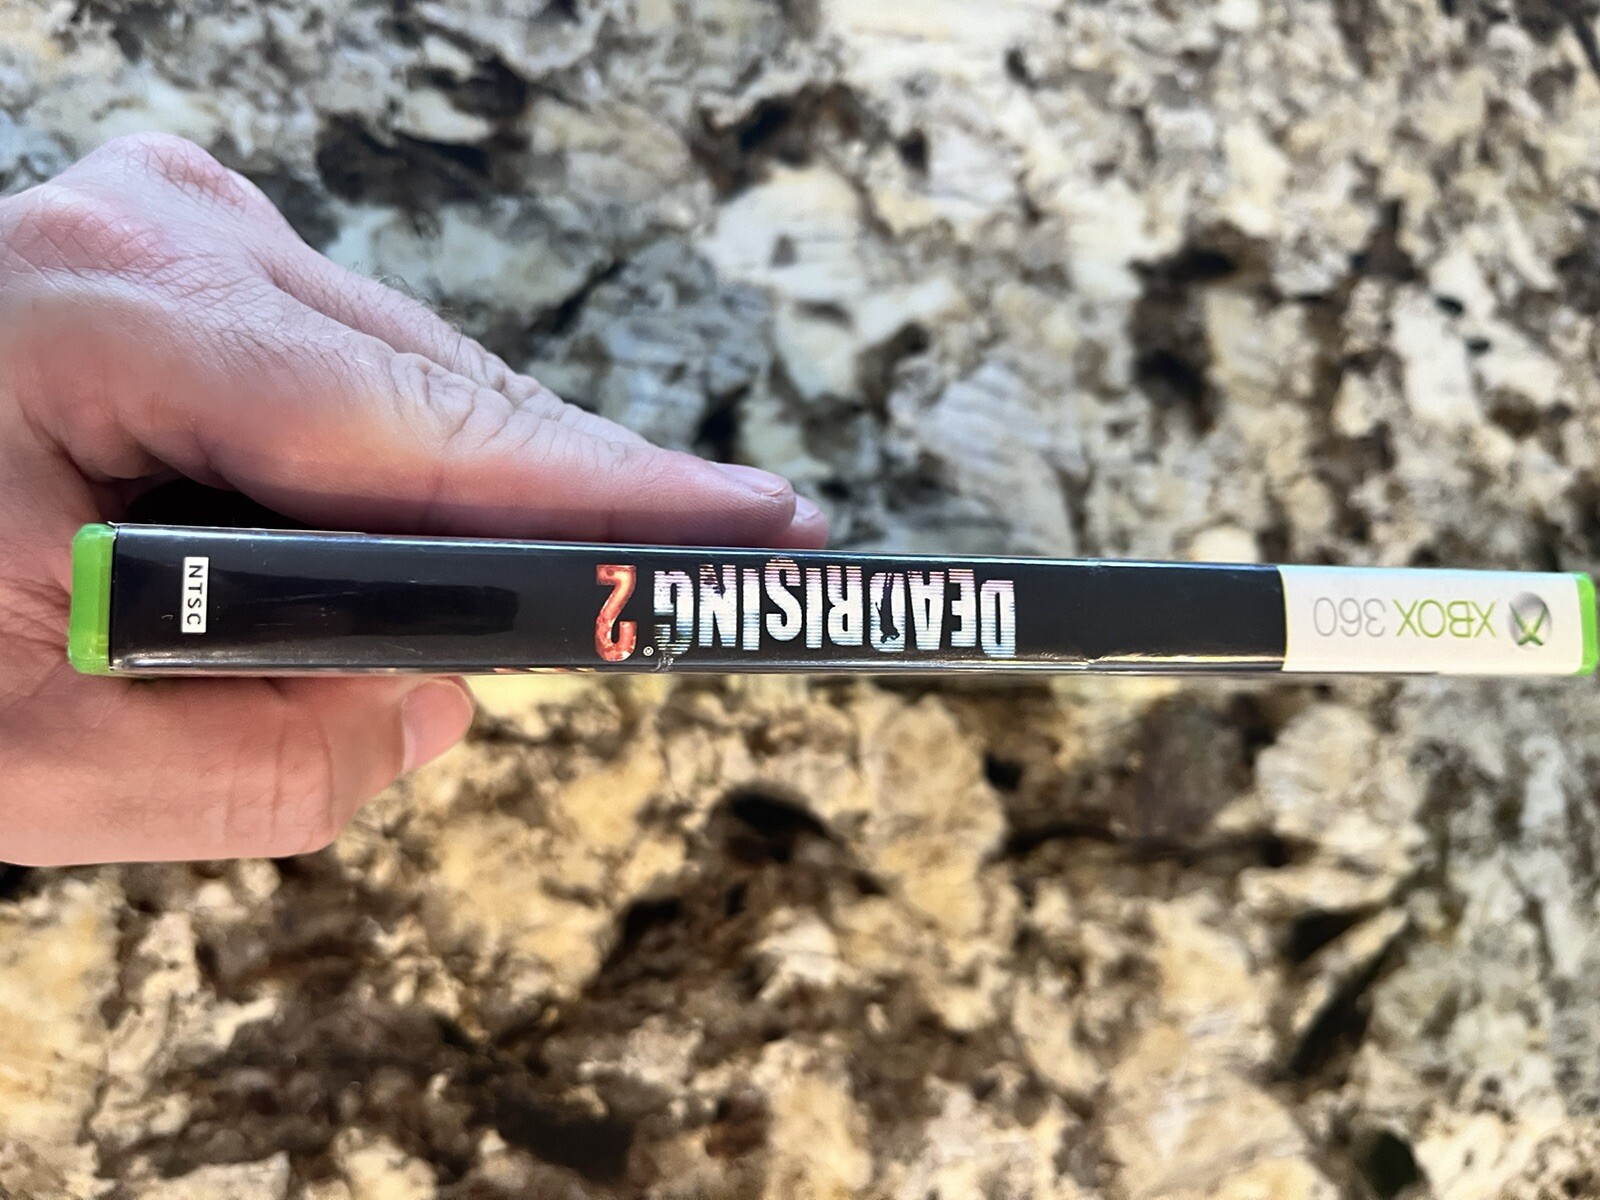 XBOX 360
DEADRISING 2®
NTSC